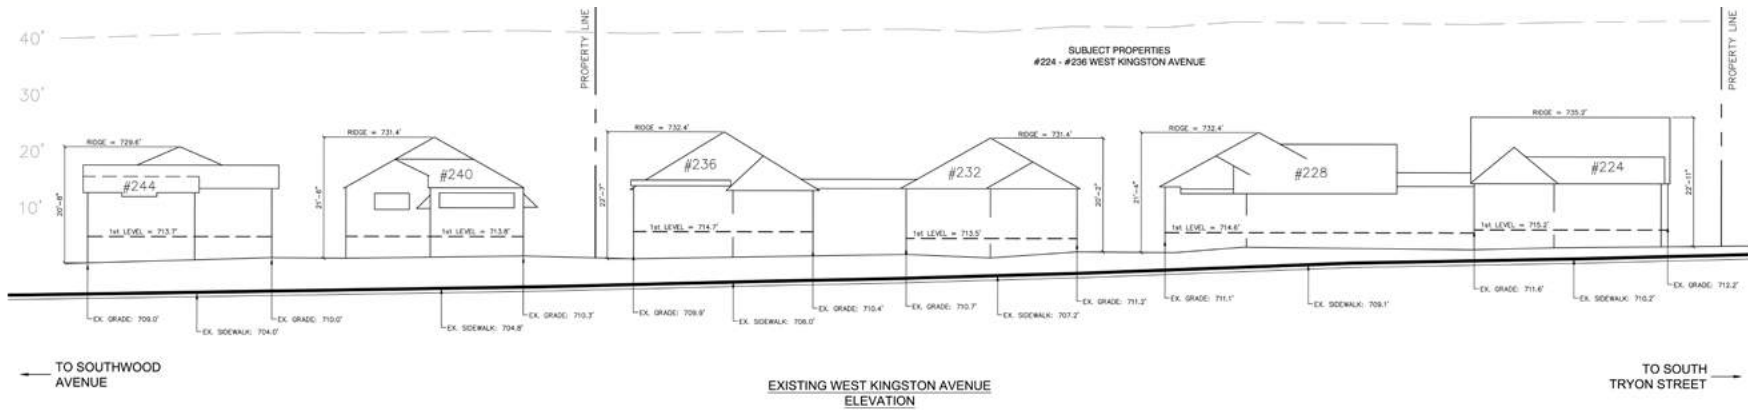 40'
30'
20'
10'
PROPERTY LINE
PROPERTY LINE
SUBJECT PROPERTIES
#224 - #236 WEST KINGSTON AVENUE
RIDGE = 729.6'
RIDGE = 731.4'
RIDGE = 732.4'
RIDGE = 731.4'
RIDGE = 732.4'
RIDGE = 735.2'
#244
#240
#236
#232
#228
#224
20'-8"
21'-6"
22'-7"
20'-2"
21'-4"
22'-11"
1st LEVEL = 713.7'
1st LEVEL = 713.8'
1st LEVEL = 714.7'
1st LEVEL = 713.5'
1st LEVEL = 714.6'
1st LEVEL = 715.2'
EX. GRADE: 709.0'
EX. SIDEWALK: 704.0'
EX. GRADE: 710.0'
EX. SIDEWALK: 704.8'
EX. GRADE: 710.3'
EX. GRADE: 709.9'
EX. SIDEWALK: 706.0'
EX. GRADE: 710.4'
EX. GRADE: 710.7'
EX. SIDEWALK: 707.2'
EX. GRADE: 711.2'
EX. GRADE: 711.1'
EX. SIDEWALK: 709.1'
EX. GRADE: 711.6'
EX. SIDEWALK: 710.2'
EX. GRADE: 712.2'
TO SOUTHWOOD
AVENUE
EXISTING WEST KINGSTON AVENUE
ELEVATION
TO SOUTH
TRYON STREET